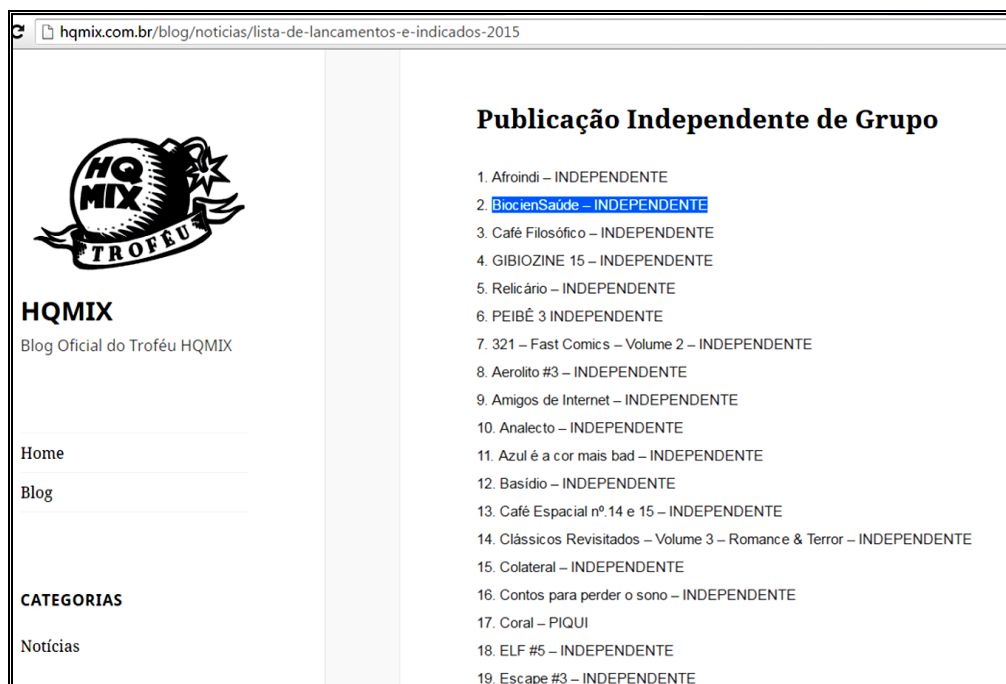 hqmix.com.br/blog/noticias/lista-de-lancamentos-e-indicados-2015
HQ
MIX
TROFÉU
HQMIX
Blog Oficial do Troféu HQMIX
Home
Blog
CATEGORIAS
Notícias
Publicação Independente de Grupo
1. Afroindi – INDEPENDENTE
2. BiocienSaúde – INDEPENDENTE
3. Café Filosófico – INDEPENDENTE
4. GIBIOZINE 15 – INDEPENDENTE
5. Relicário – INDEPENDENTE
6. PEIBÊ 3 INDEPENDENTE
7. 321 – Fast Comics – Volume 2 – INDEPENDENTE
8. Aerolito #3 – INDEPENDENTE
9. Amigos de Internet – INDEPENDENTE
10. Analecto – INDEPENDENTE
11. Azul é a cor mais bad – INDEPENDENTE
12. Basídio – INDEPENDENTE
13. Café Espacial nº.14 e 15 – INDEPENDENTE
14. Clássicos Revisitados – Volume 3 – Romance & Terror – INDEPENDENTE
15. Colateral – INDEPENDENTE
16. Contos para perder o sono – INDEPENDENTE
17. Coral – PIQUI
18. ELF #5 – INDEPENDENTE
19. Escape #3 – INDEPENDENTE